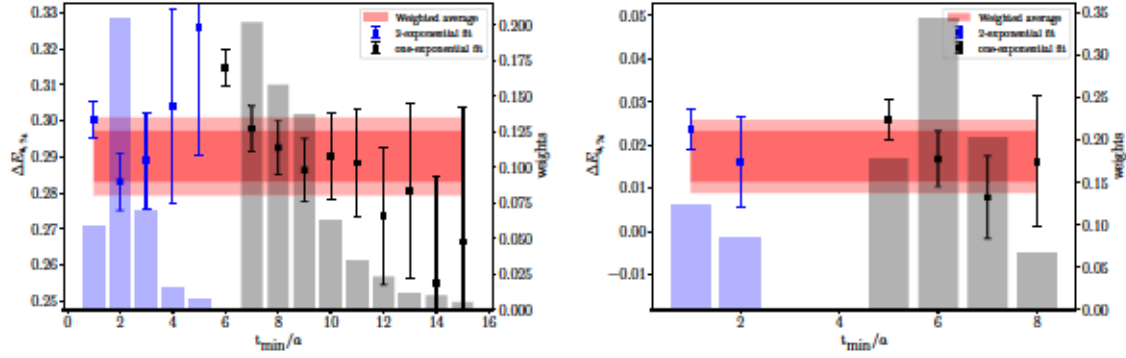 Weighted average
2-exponential fit
one-exponential fit
0.33
0.32
0.31
0.30
0.29
0.28
0.27
0.26
0.25
0.200
0.175
0.150
0.125
0.100
0.075
0.050
0.025
0.000
weights
0 2 4 6 8 10 12 14 16
t_min/a
Weighted average
2-exponential fit
one-exponential fit
0.05
0.04
0.03
0.02
0.01
0.00
−0.01
0.35
0.30
0.25
0.20
0.15
0.10
0.05
0.00
weights
2 4 6 8
t_min/a